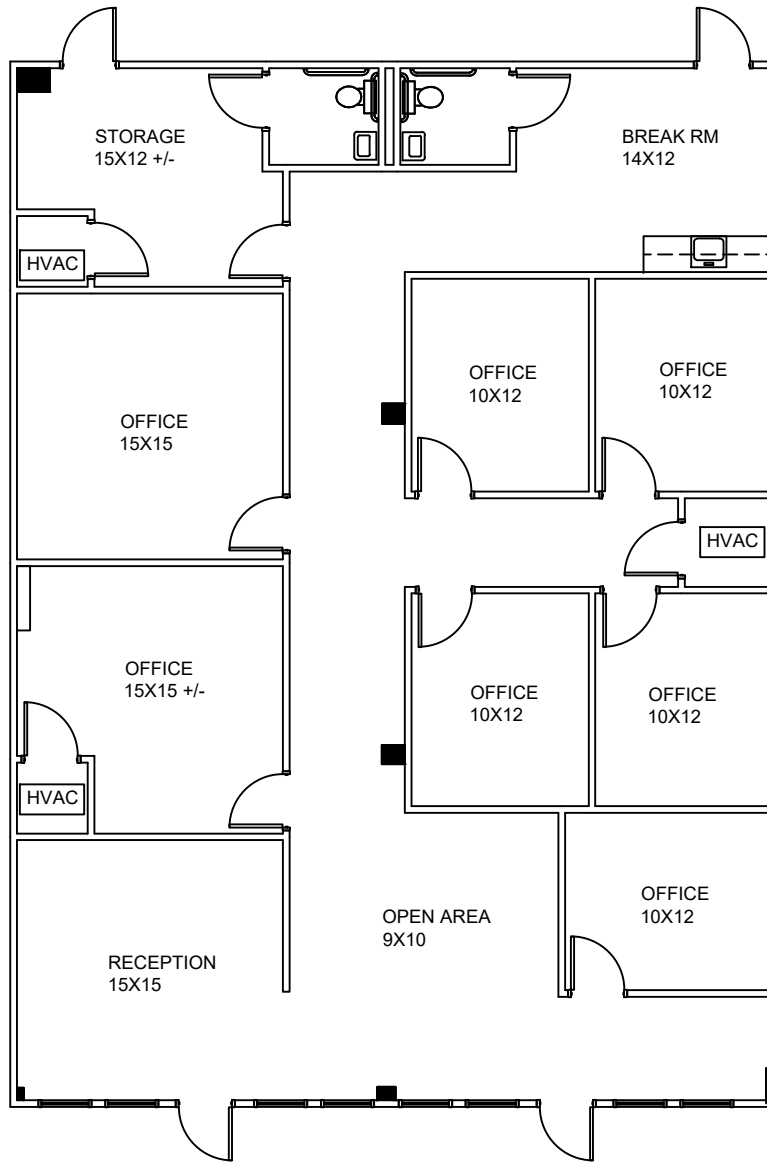 STORAGE
15X12 +/-
BREAK RM
14X12
HVAC
OFFICE
10X12
OFFICE
10X12
OFFICE
15X15
HVAC
OFFICE
15X15 +/-
OFFICE
10X12
OFFICE
10X12
HVAC
OFFICE
10X12
OPEN AREA
9X10
RECEPTION
15X15